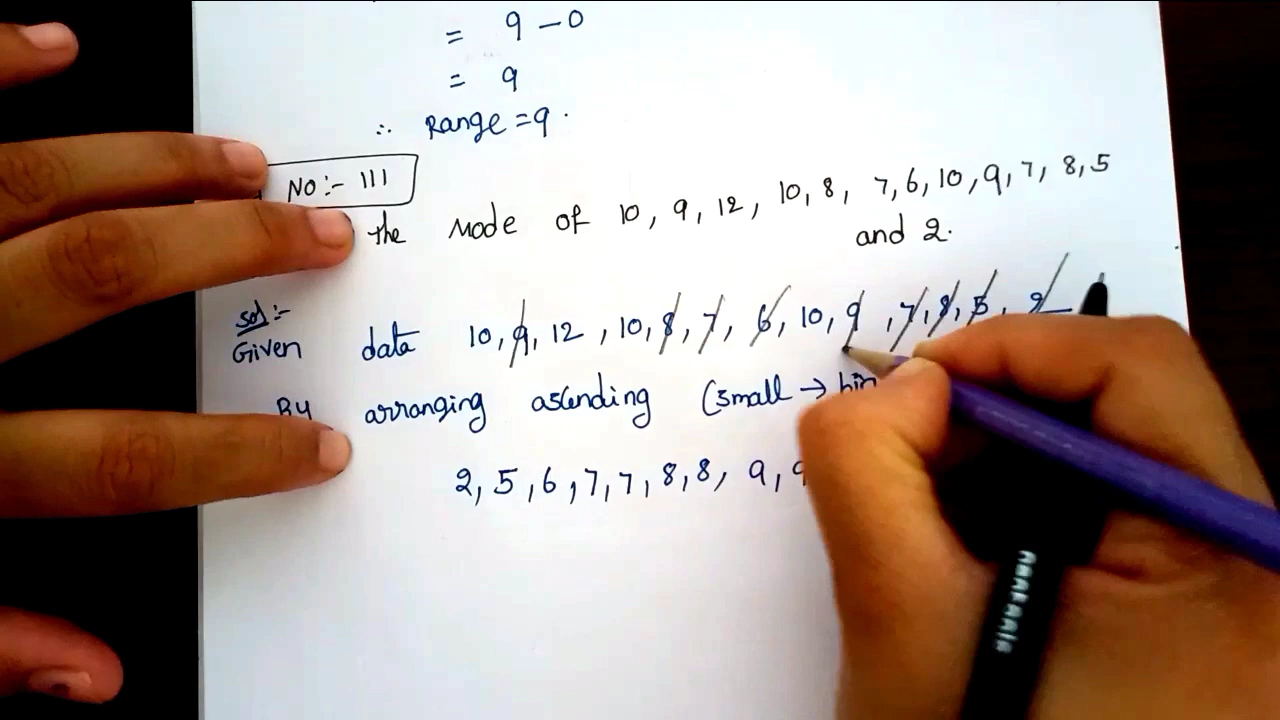 = 9 - 0
= 9
∴ Range = 9.
NO:- 111
the Mode of 10, 9, 12, 10, 8, 7, 6, 10, 9, 7, 8, 5
and 2.
Sol:-
Given data 10, 9, 12, 10, 8, 7, 6, 10, 9, 7, 8, 5, 2
By arranging ascending (small →
2, 5, 6, 7, 7, 8, 8, 9, 9